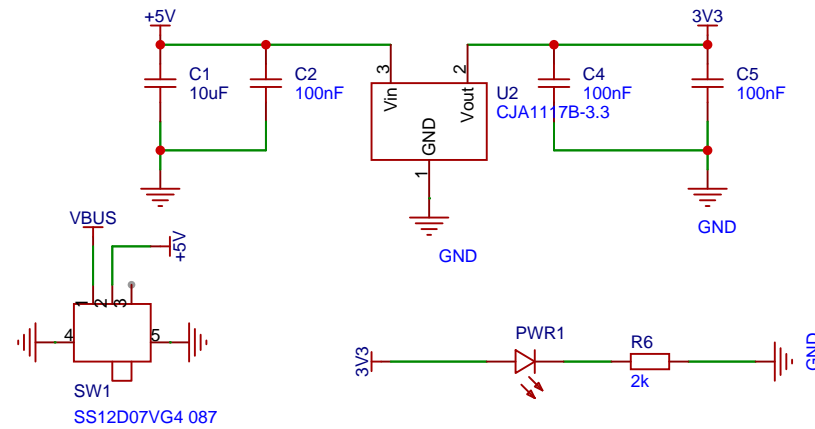 +5V
3V3
C1
10uF
C2
100nF
3
Vin
2
Vout
GND
1
U2
CJA1117B-3.3
C4
100nF
C5
100nF
GND
GND
VBUS
+5V
1
2
3
4
5
SW1
SS12D07VG4 087
3V3
PWR1
R6
2k
GND